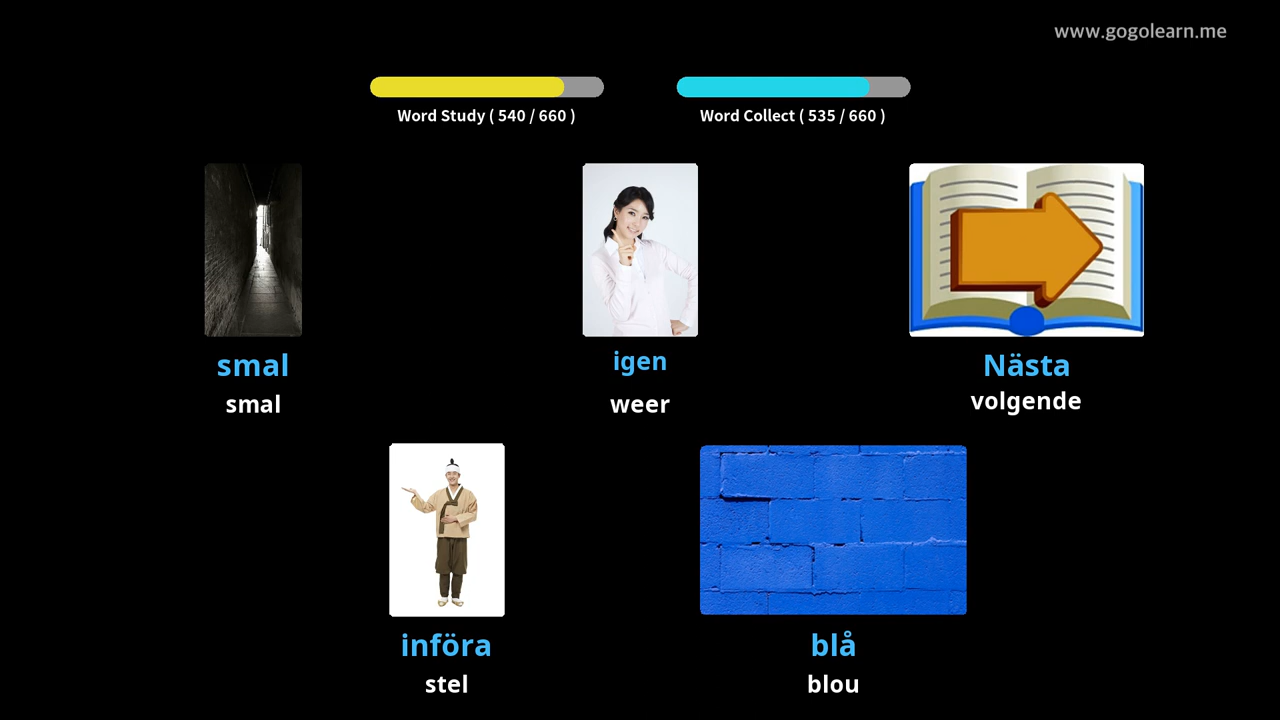 www.gogolearn.me
Word Study ( 540 / 660 )
Word Collect ( 535 / 660 )
smal
smal
igen
weer
Nästa
volgende
införa
stel
blå
blou